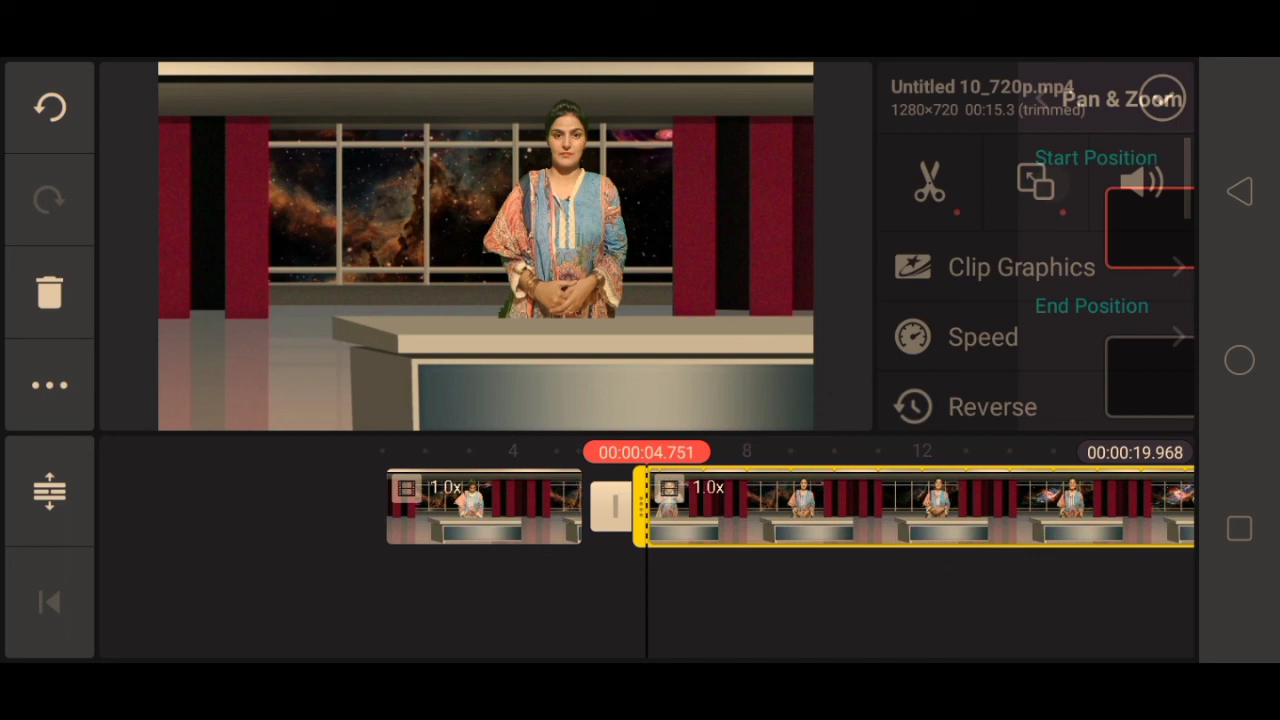 Untitled 10_720p.mp4
Pan & Zoom
1280×720 00:15.3 (trimmed)
Start Position
Clip Graphics
End Position
Speed
Reverse
4
00:00:04.751
8
12
00:00:19.968
1.0x
1.0x